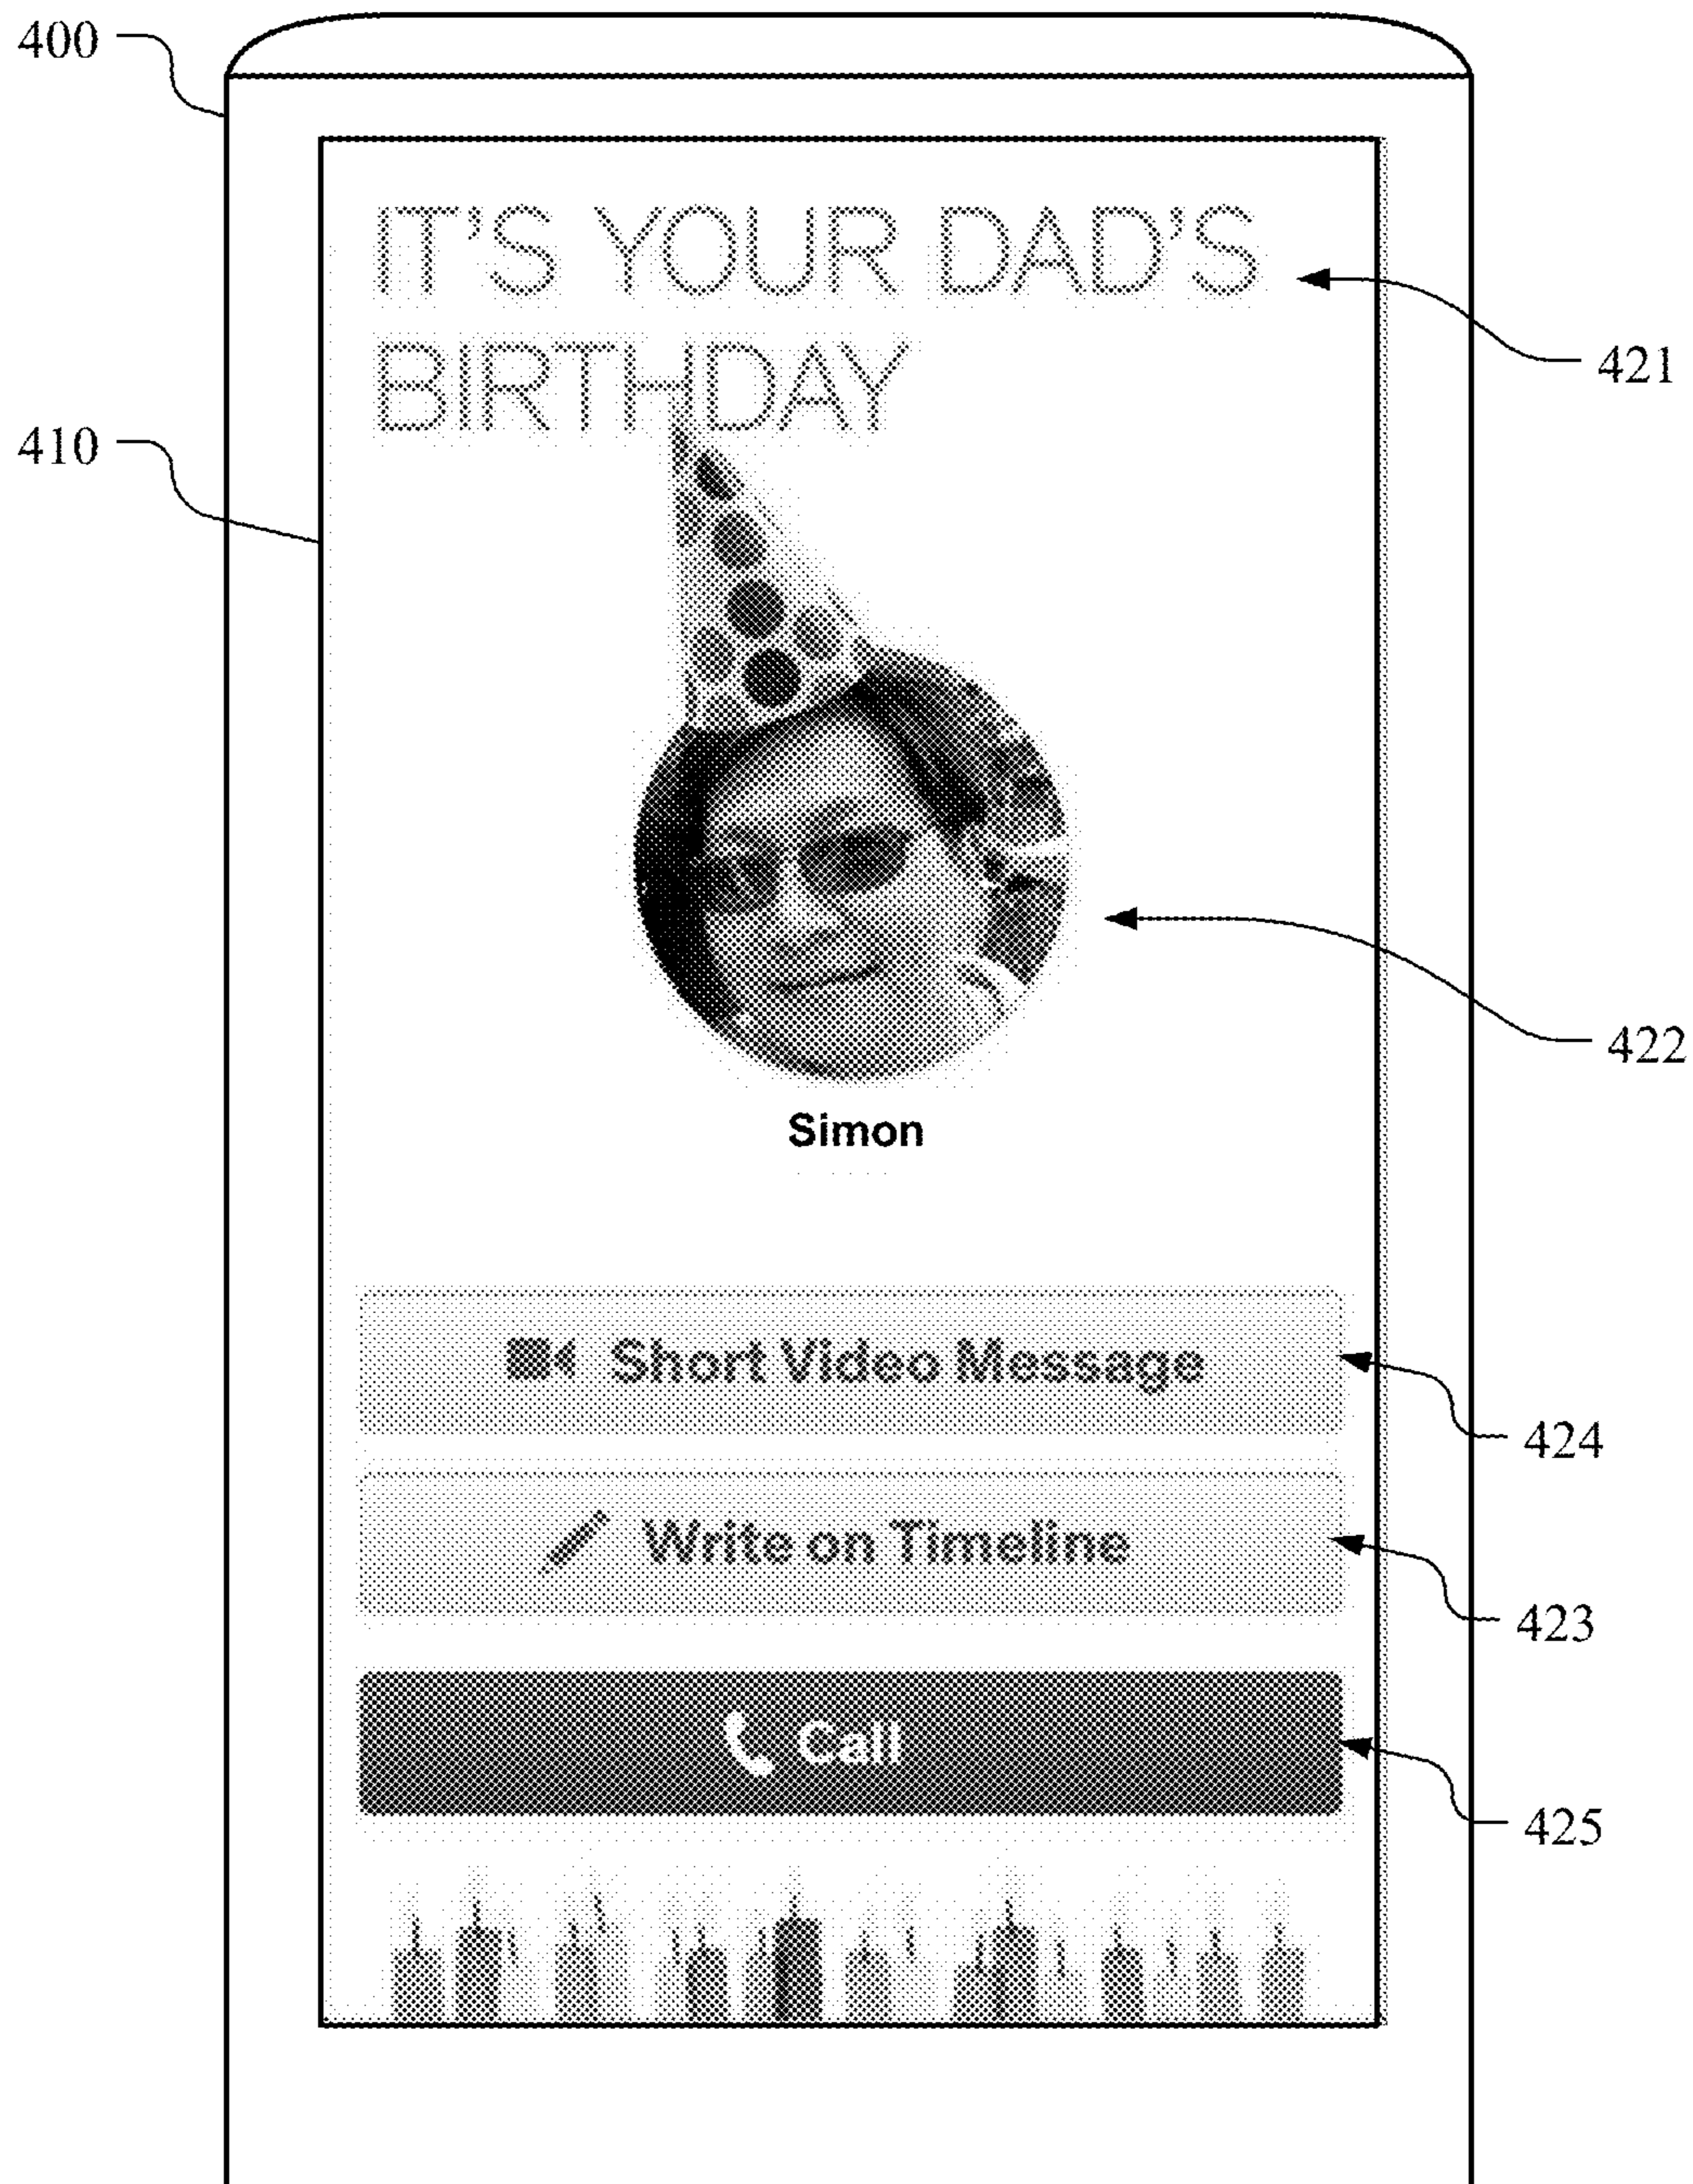 400
IT'S YOUR DAD'S
421
BIRTHDAY
410
422
Simon
Short Video Message
424
Write on Timeline
423
Call
425